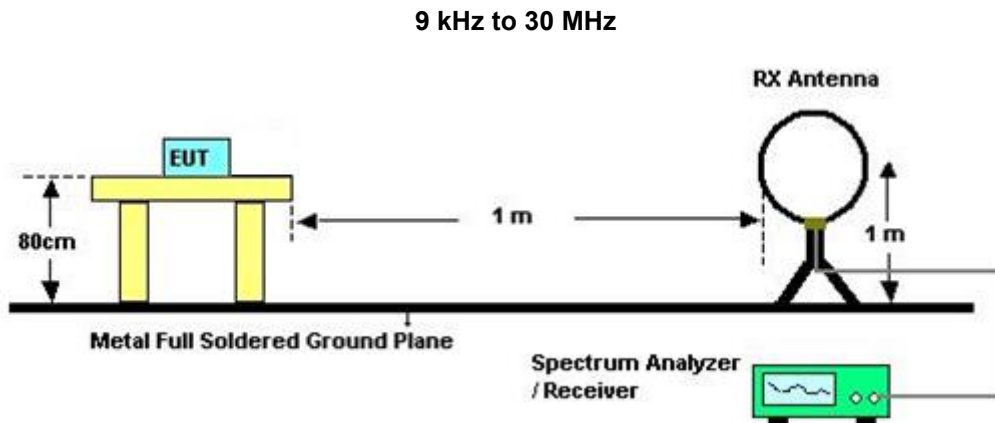 9 kHz to 30 MHz
RX Antenna
EUT
80cm
1 m
1 m
Metal Full Soldered Ground Plane
Spectrum Analyzer
/ Receiver